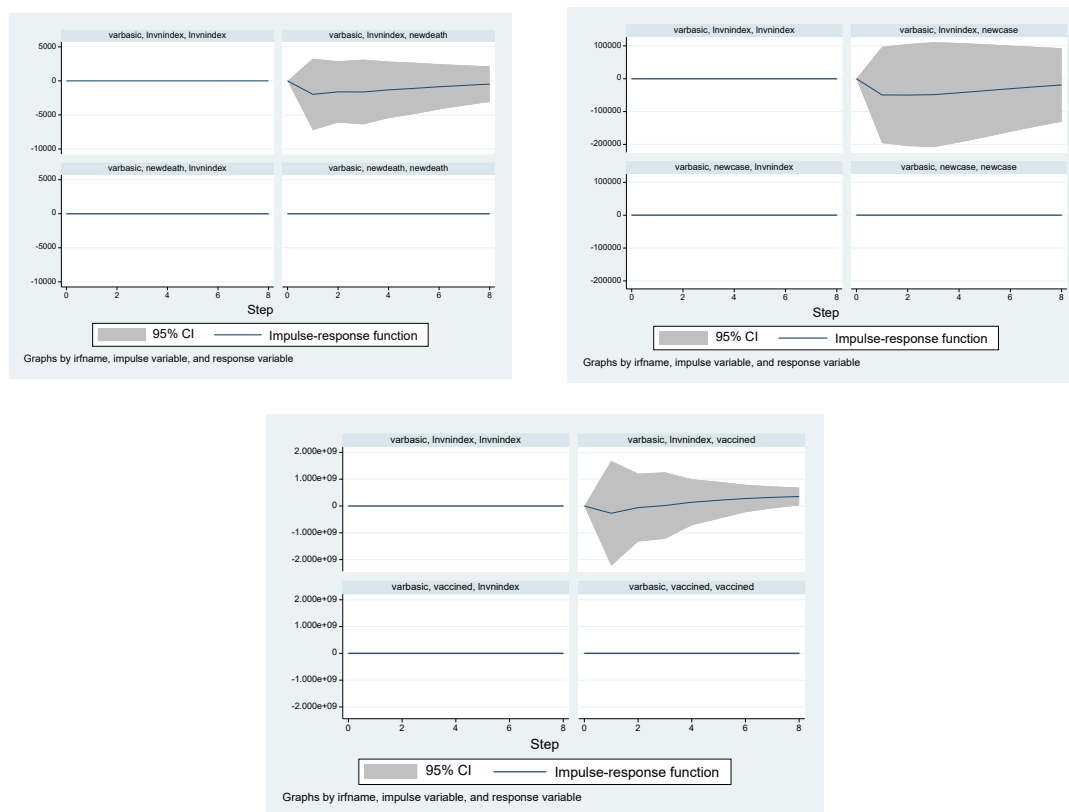 varbasic, lnvnindex, lnvnindex
varbasic, lnvnindex, newdeath
5000
0
-5000
-10000
varbasic, newdeath, lnvnindex
varbasic, newdeath, newdeath
5000
0
-5000
-10000
0 2 4 6 8
0 2 4 6 8
Step
95% CI
Impulse-response function
Graphs by irfname, impulse variable, and response variable
varbasic, lnvnindex, lnvnindex
varbasic, lnvnindex, newcase
100000
0
-100000
-200000
varbasic, newcase, lnvnindex
varbasic, newcase, newcase
100000
0
-100000
-200000
0 2 4 6 8
0 2 4 6 8
Step
95% CI
Impulse-response function
Graphs by irfname, impulse variable, and response variable
varbasic, lnvnindex, lnvnindex
varbasic, lnvnindex, vaccined
2.000e+09
1.000e+09
0
-1.000e+09
-2.000e+09
varbasic, vaccined, lnvnindex
varbasic, vaccined, vaccined
2.000e+09
1.000e+09
0
-1.000e+09
-2.000e+09
0 2 4 6 8
0 2 4 6 8
Step
95% CI
Impulse-response function
Graphs by irfname, impulse variable, and response variable